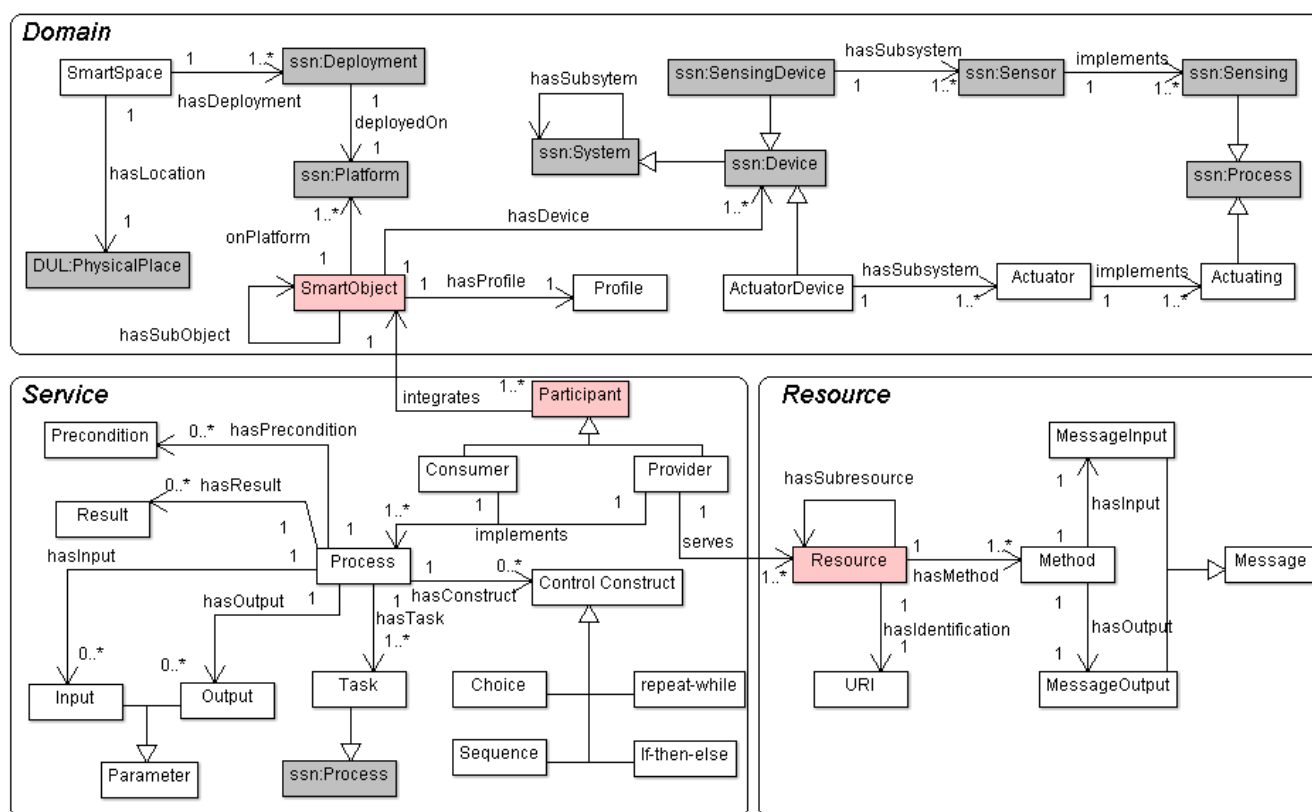 Domain
SmartSpace
1
1..*
ssn:Deployment
hasDeployment
1
1
deployedOn
1
hasLocation
1
ssn:Platform
1..*
onPlatform
1
DUL:PhysicalPlace
SmartObject
hasSubObject
1
1
hasProfile
1
Profile
1
hasDevice
1..*
hasSubsytem
ssn:System
ssn:SensingDevice
hasSubsystem
1
1..*
ssn:Sensor
implements
1
1..*
ssn:Sensing
ssn:Device
ssn:Process
ActuatorDevice
hasSubsystem
1
1..*
Actuator
implements
1
1..*
Actuating
Service
integrates
1..*
Participant
Precondition
0..*
hasPrecondition
Consumer
Provider
0..*
hasResult
Result
1
1
1..*
1
1
1
implements
serves
1..*
hasInput
1
Process
1
0..*
hasConstruct
Control Construct
hasOutput
1
1
hasTask
1..*
0..*
0..*
Input
Output
Task
Choice
repeat-while
Sequence
If-then-else
Parameter
ssn:Process
Resource
MessageInput
hasSubresource
1
hasInput
1
Resource
1
1..*
hasMethod
Method
Message
1
hasIdentification
1
1
hasOutput
1
URI
MessageOutput